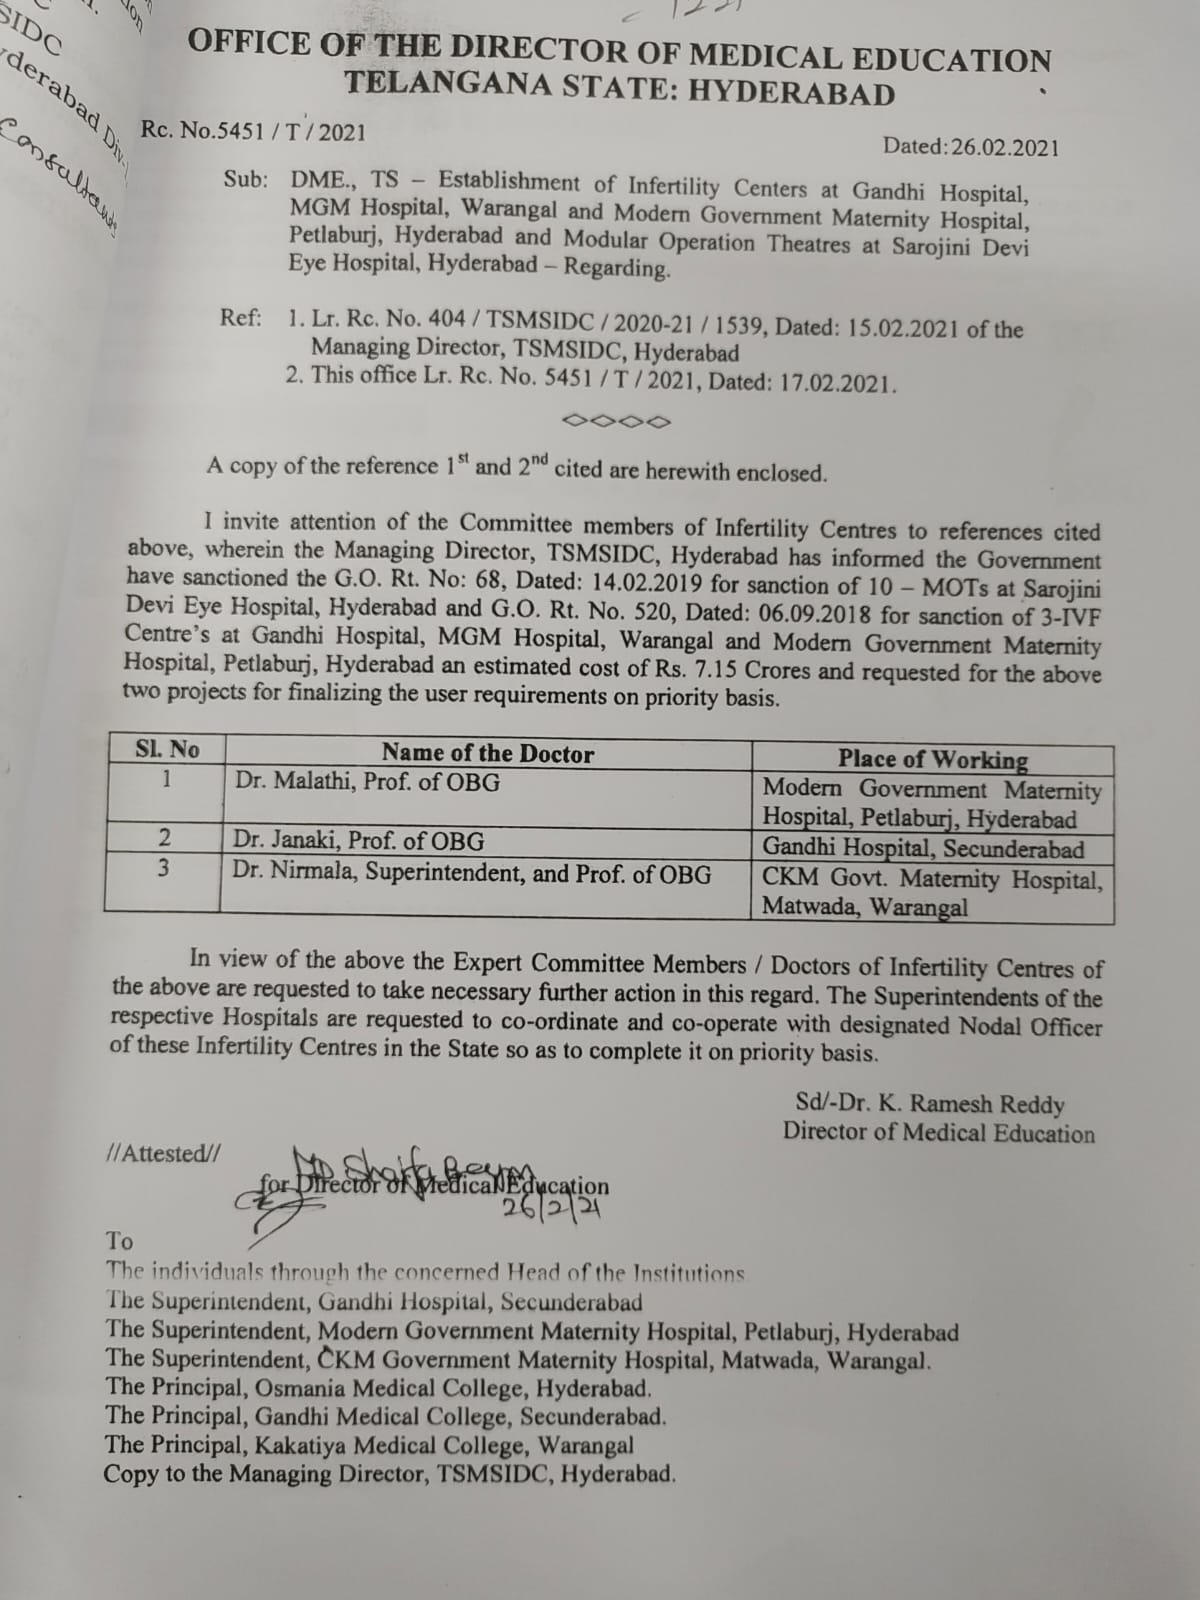 SIDC
OFFICE OF THE DIRECTOR OF MEDICAL EDUCATION
TELANGANA STATE: HYDERABAD
Rc. No.5451 / T / 2021
Dated:26.02.2021
Sub: DME., TS – Establishment of Infertility Centers at Gandhi Hospital,
MGM Hospital, Warangal and Modern Government Maternity Hospital,
Petlaburj, Hyderabad and Modular Operation Theatres at Sarojini Devi
Eye Hospital, Hyderabad – Regarding.
Ref: 1. Lr. Rc. No. 404 / TSMSIDC / 2020-21 / 1539, Dated: 15.02.2021 of the
Managing Director, TSMSIDC, Hyderabad
2. This office Lr. Rc. No. 5451 / T / 2021, Dated: 17.02.2021.
A copy of the reference 1st and 2nd cited are herewith enclosed.
I invite attention of the Committee members of Infertility Centres to references cited
above, wherein the Managing Director, TSMSIDC, Hyderabad has informed the Government
have sanctioned the G.O. Rt. No: 68, Dated: 14.02.2019 for sanction of 10 – MOTs at Sarojini
Devi Eye Hospital, Hyderabad and G.O. Rt. No. 520, Dated: 06.09.2018 for sanction of 3-IVF
Centre's at Gandhi Hospital, MGM Hospital, Warangal and Modern Government Maternity
Hospital, Petlaburj, Hyderabad an estimated cost of Rs. 7.15 Crores and requested for the above
two projects for finalizing the user requirements on priority basis.
Sl. No Name of the Doctor Place of Working
1 Dr. Malathi, Prof. of OBG Modern Government Maternity
Hospital, Petlaburj, Hyderabad
2 Dr. Janaki, Prof. of OBG Gandhi Hospital, Secunderabad
3 Dr. Nirmala, Superintendent, and Prof. of OBG CKM Govt. Maternity Hospital,
Matwada, Warangal
In view of the above the Expert Committee Members / Doctors of Infertility Centres of
the above are requested to take necessary further action in this regard. The Superintendents of the
respective Hospitals are requested to co-ordinate and co-operate with designated Nodal Officer
of these Infertility Centres in the State so as to complete it on priority basis.
Sd/-Dr. K. Ramesh Reddy
Director of Medical Education
//Attested//
for Director of Medical Education
26/2/21
To
The individuals through the concerned Head of the Institutions
The Superintendent, Gandhi Hospital, Secunderabad
The Superintendent, Modern Government Maternity Hospital, Petlaburj, Hyderabad
The Superintendent, CKM Government Maternity Hospital, Matwada, Warangal.
The Principal, Osmania Medical College, Hyderabad.
The Principal, Gandhi Medical College, Secunderabad.
The Principal, Kakatiya Medical College, Warangal
Copy to the Managing Director, TSMSIDC, Hyderabad.